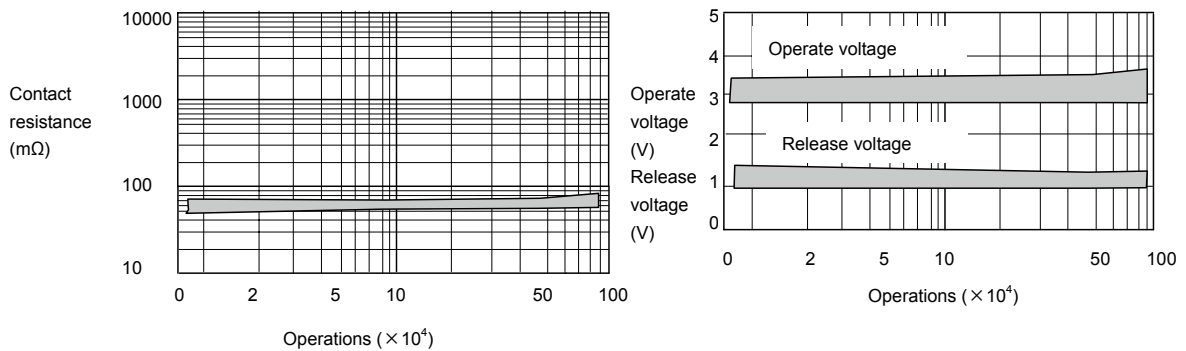 10000
1000
100
10
Contact
resistance
(mΩ)
0 2 5 10 50 100
Operations (×10⁴)
5
4
3
2
1
0
Operate
voltage
(V)
Release
voltage
(V)
Operate voltage
Release voltage
0 2 5 10 50 100
Operations (×10⁴)